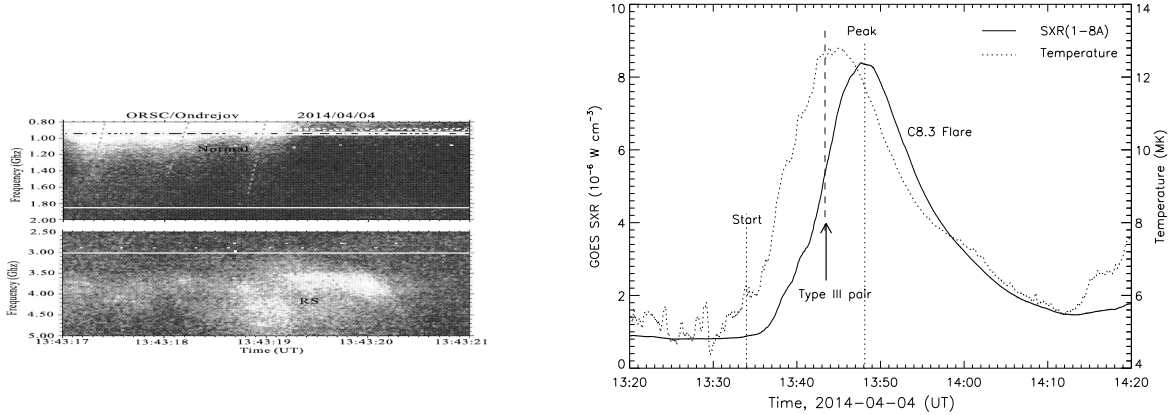 ORSC/Ondrejov 2014/04/04
0.80
1.00
1.20
1.40
1.60
1.80
2.00
Frequency (Ghz)
Normal
2.50
3.00
3.50
4.00
4.50
5.00
Frequency (Ghz)
RS
13:43:17 13:43:18 13:43:19 13:43:20 13:43:21
Time (UT)
10
8
6
4
2
0
GOES SXR (10⁻⁶ W cm⁻³)
Peak
SXR(1-8A)
Temperature
C8.3 Flare
Start
Type III pair
14
12
10
8
6
4
Temperature (MK)
13:20 13:30 13:40 13:50 14:00 14:10 14:20
Time, 2014-04-04 (UT)